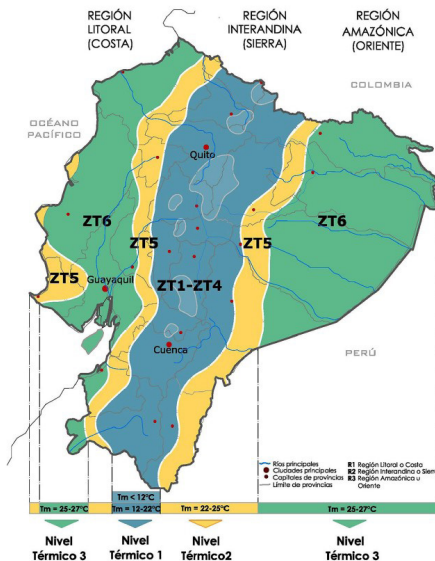 REGIÓN
LITORAL
(COSTA)
REGIÓN
INTERANDINA
(SIERRA)
REGIÓN
AMAZÓNICA
(ORIENTE)
COLOMBIA
OCÉANO
PACÍFICO
Quito
ZT6
ZT5
ZT5
ZT6
ZT5
Guayaquil
ZT1-ZT4
Cuenca
PERÚ
Ríos principales
Ciudades principales
Capitales de provincias
Límite de provincias
R1 Región Litoral o Costa
R2 Región Interandina o Sierr
R3 Región Amazónica u
Oriente
Tm < 12°C
Tm = 25-27°C
Tm = 12-22°C
Tm = 22-25°C
Tm = 25-27°C
Nivel
Térmico 3
Nivel
Térmico 1
Nivel
Térmico2
Nivel
Térmico 3